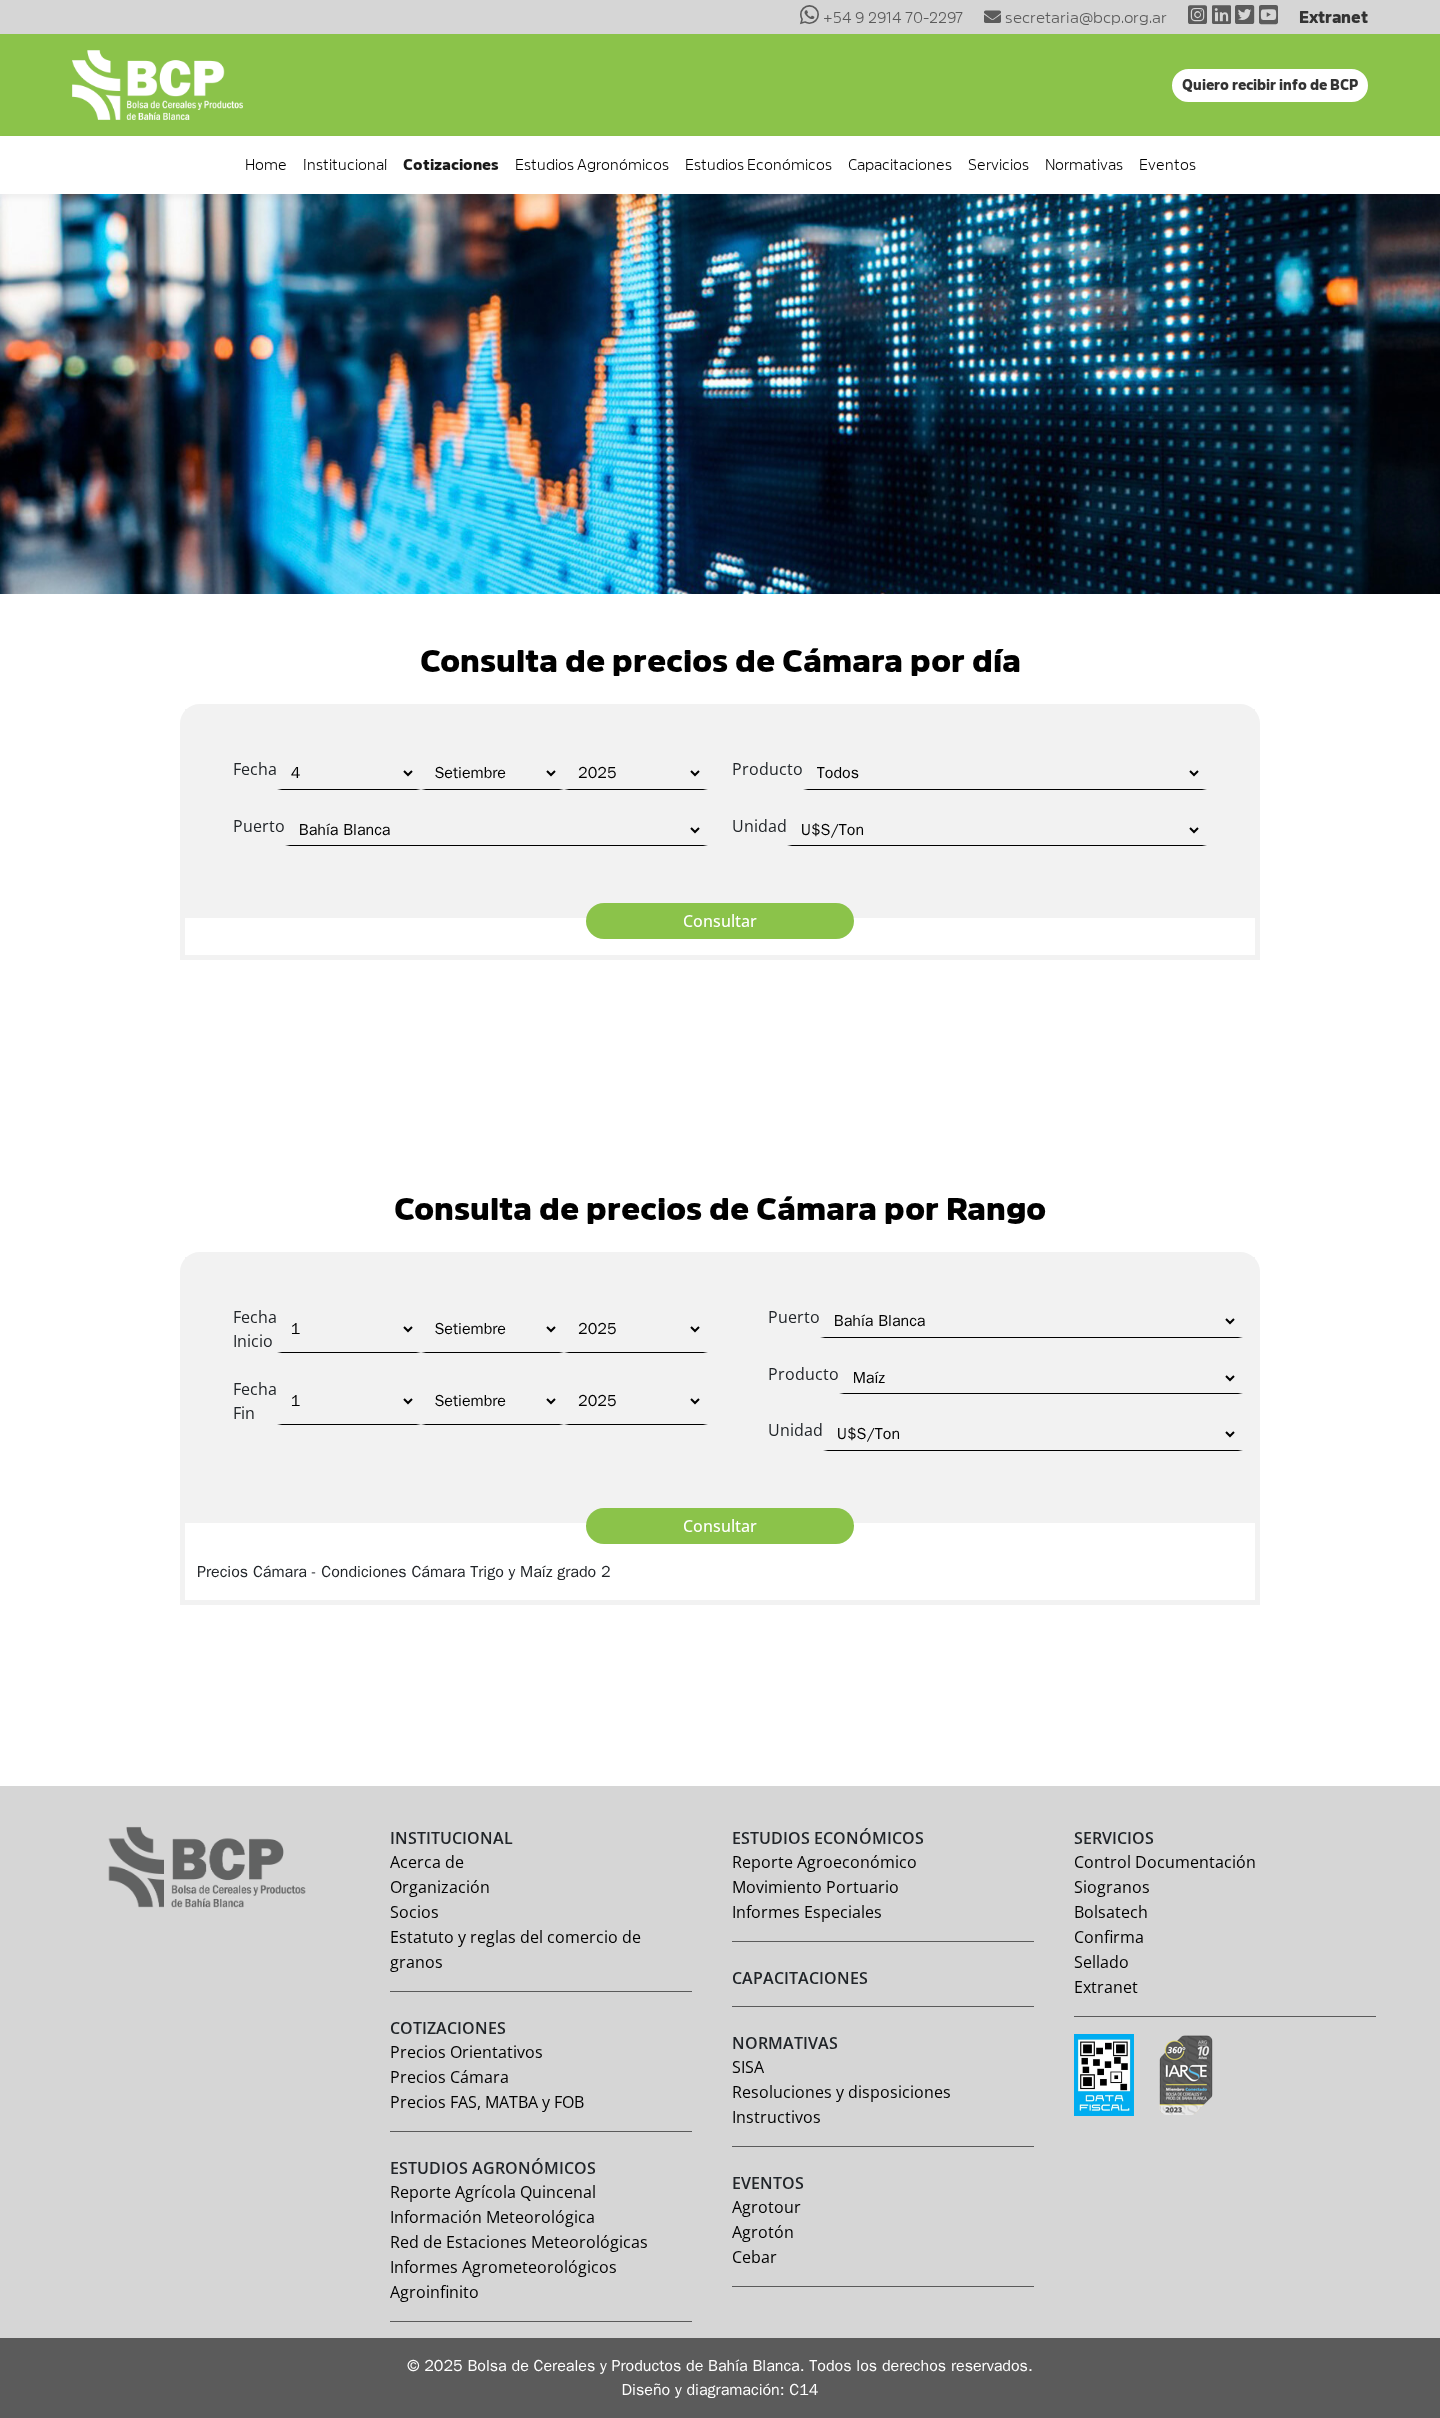 +54 9 2914 70-2297 secretaria@bcp.org.ar Extranet
BCP
Bolsa de Cereales y Productos
de Bahía Blanca
Quiero recibir info de BCP
Home Institucional Cotizaciones Estudios Agronómicos Estudios Económicos Capacitaciones Servicios Normativas Eventos
-23,1
Consulta de precios de Cámara por día
Fecha 4 Setiembre 2025 Producto Todos
Puerto Bahía Blanca Unidad U$S/Ton
Consultar
Consulta de precios de Cámara por Rango
Fecha Inicio 1 Setiembre 2025
Fecha Fin 1 Setiembre 2025
Puerto Bahía Blanca
Producto Maíz
Unidad U$S/Ton
Consultar
Precios Cámara - Condiciones Cámara Trigo y Maíz grado 2
BCP
Bolsa de Cereales y Productos
de Bahía Blanca
INSTITUCIONAL
Acerca de
Organización
Socios
Estatuto y reglas del comercio de
granos
COTIZACIONES
Precios Orientativos
Precios Cámara
Precios FAS, MATBA y FOB
ESTUDIOS AGRONÓMICOS
Reporte Agrícola Quincenal
Información Meteorológica
Red de Estaciones Meteorológicas
Informes Agrometeorológicos
Agroinfinito
ESTUDIOS ECONÓMICOS
Reporte Agroeconómico
Movimiento Portuario
Informes Especiales
CAPACITACIONES
NORMATIVAS
SISA
Resoluciones y disposiciones
Instructivos
EVENTOS
Agrotour
Agrotón
Cebar
SERVICIOS
Control Documentación
Siogranos
Bolsatech
Confirma
Sellado
Extranet
DATA
FISCAL
360°
10
IARSE
2023
© 2025 Bolsa de Cereales y Productos de Bahía Blanca. Todos los derechos reservados.
Diseño y diagramación: C14